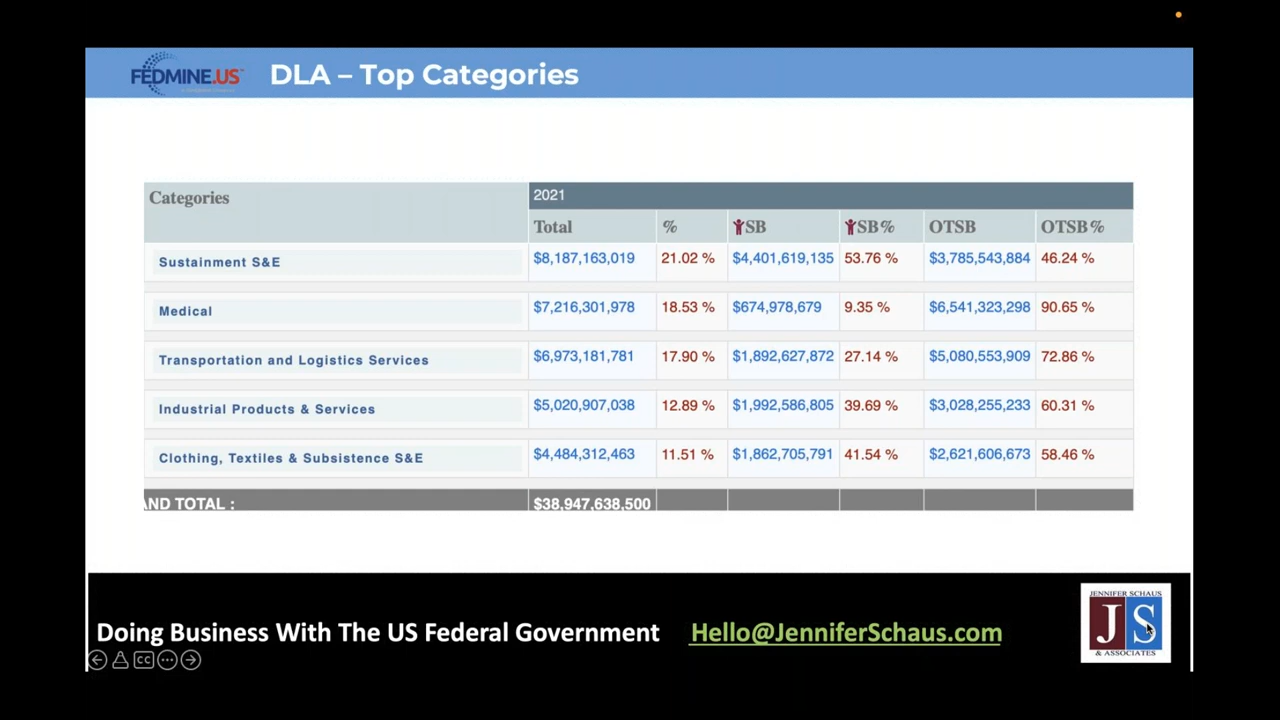 FEDMINE.US
DLA – Top Categories
Categories
2021
Total % SB SB% OTSB OTSB%
Sustainment S&E $8,187,163,019 21.02 % $4,401,619,135 53.76 % $3,785,543,884 46.24 %
Medical $7,216,301,978 18.53 % $674,978,679 9.35 % $6,541,323,298 90.65 %
Transportation and Logistics Services $6,973,181,781 17.90 % $1,892,627,872 27.14 % $5,080,553,909 72.86 %
Industrial Products & Services $5,020,907,038 12.89 % $1,992,586,805 39.69 % $3,028,255,233 60.31 %
Clothing, Textiles & Subsistence S&E $4,484,312,463 11.51 % $1,862,705,791 41.54 % $2,621,606,673 58.46 %
AND TOTAL : $38,947,638,500
Doing Business With The US Federal Government Hello@JenniferSchaus.com
JENNIFER SCHAUS
J S
& ASSOCIATES
CC